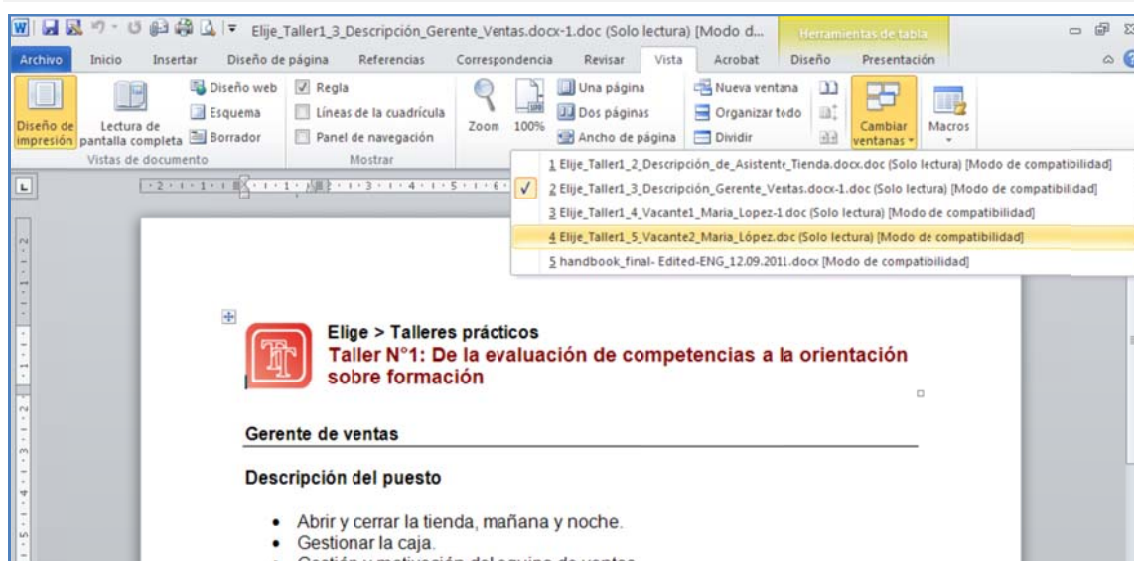 Elije_Taller1_3_Descripción_Gerente_Ventas.docx-1.doc (Solo lectura) [Modo d...
Herramientas de tabla
Archivo Inicio Insertar Diseño de página Referencias Correspondencia Revisar Vista Acrobat Diseño Presentación
Diseño de impresión
Lectura de pantalla completa
Diseño web
Esquema
Borrador
Vistas de documento
Regla
Líneas de la cuadrícula
Panel de navegación
Mostrar
Zoom
100%
Una página
Dos páginas
Ancho de página
Nueva ventana
Organizar todo
Dividir
Cambiar ventanas
Macros
1 Elije_Taller1_2_Descripción_de_Asistente_Tienda.docx.doc (Solo lectura) [Modo de compatibilidad]
2 Elije_Taller1_3_Descripción_Gerente_Ventas.docx-1.doc (Solo lectura) [Modo de compatibilidad]
3 Elije_Taller1_4_Vacante1_Maria_Lopez-1.doc (Solo lectura) [Modo de compatibilidad]
4 Elije_Taller1_5_Vacante2_Maria_López.doc (Solo lectura) [Modo de compatibilidad]
5 handbook_final- Edited-ENG_12.09.2011.docx [Modo de compatibilidad]
Elige > Talleres prácticos
Taller N°1: De la evaluación de competencias a la orientación
sobre formación
Gerente de ventas
Descripción del puesto
• Abrir y cerrar la tienda, mañana y noche.
• Gestionar la caja.
• Gestión y motivación del equipo de ventas